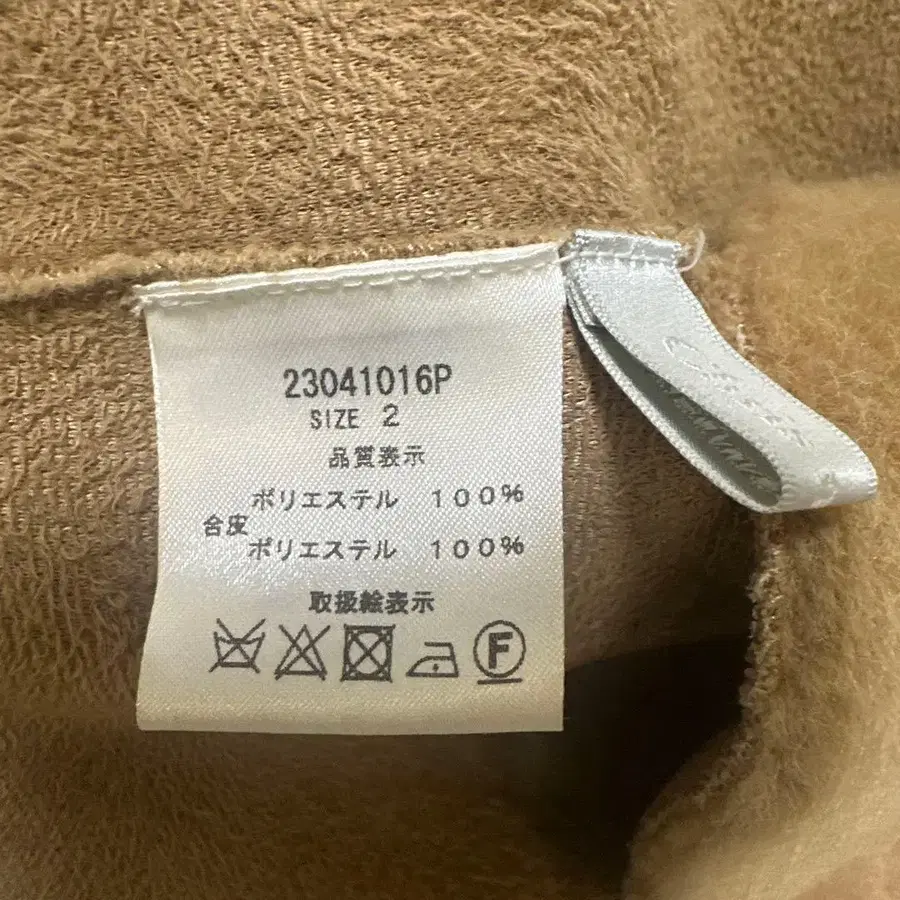 23041016P
SIZE 2
品質表示
ポリエステル 100%
合皮
ポリエステル 100%
取扱絵表示
F